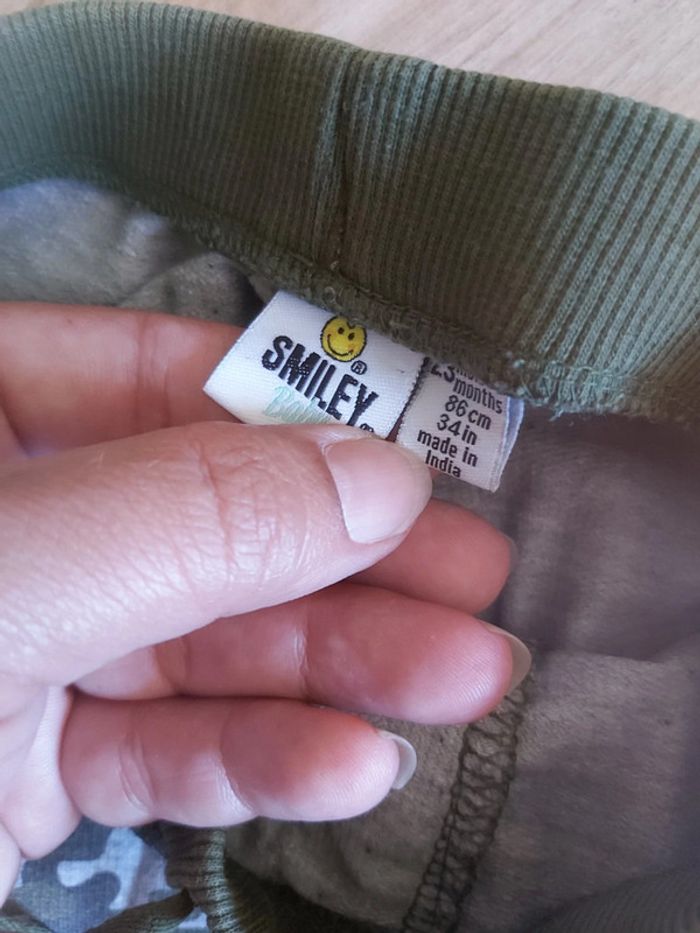 SMILEY
®
months
86 cm
34 in
made in
India